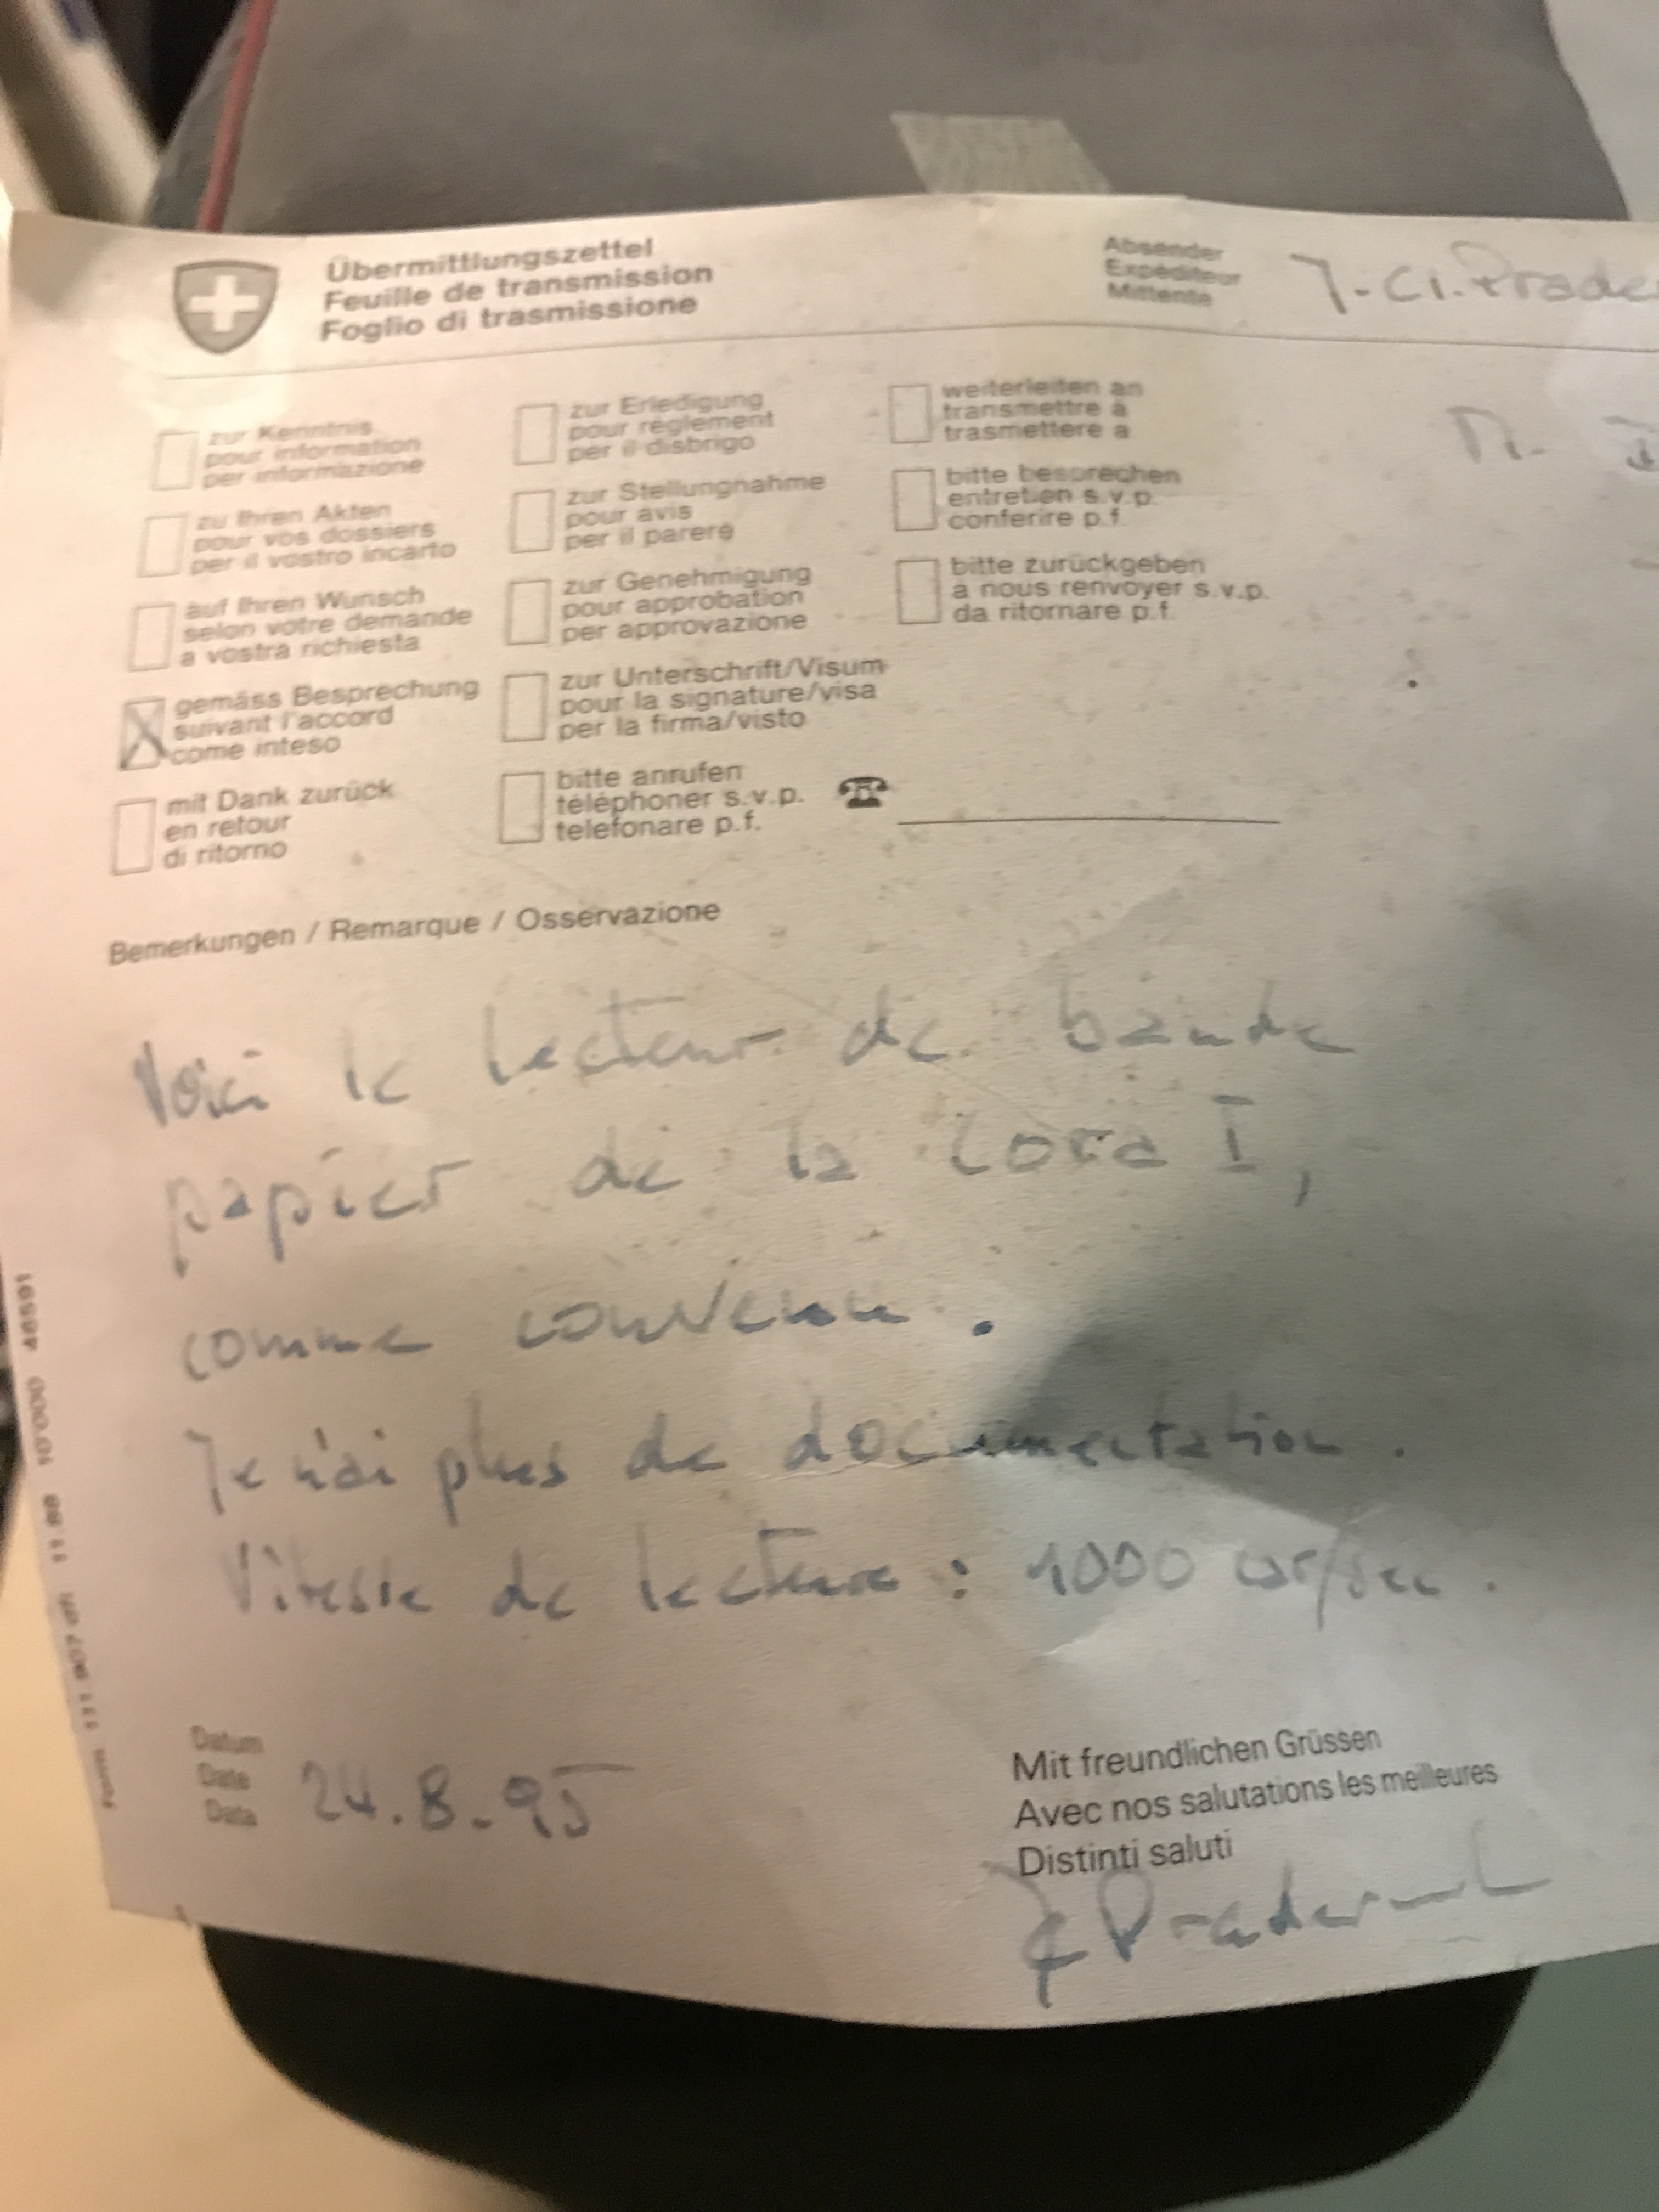 Übermittlungszettel
Feuille de transmission
Foglio di trasmissione
Absender
Expéditeur
Mittente
J-Cl. Prade
zur Kenntnis
pour information
per informazione
zu Ihren Akten
pour vos dossiers
per il vostro incarto
auf Ihren Wunsch
selon votre demande
a vostra richiesta
X
gemäss Besprechung
suivant l'accord
come inteso
mit Dank zurück
en retour
di ritorno
zur Erledigung
pour règlement
per il disbrigo
zur Stellungnahme
pour avis
per il parere
zur Genehmigung
pour approbation
per approvazione
zur Unterschrift/Visum
pour la signature/visa
per la firma/visto
bitte anrufen
téléphoner s.v.p.
telefonare p.f.
weiterleiten an
transmettre à
trasmettere a
bitte besprechen
entretien s.v.p.
conferire p.f.
bitte zurückgeben
à nous renvoyer s.v.p.
da ritornare p.f.
Bemerkungen / Remarque / Osservazione
Voici le lecteur de bande
papier de la Cora I,
comme convenu.
Je n'ai plus de documentation.
Vitesse de lecture : 1000 car/sec.
Datum
Date
Data
24.8.95
Mit freundlichen Grüssen
Avec nos salutations les meilleures
Distinti saluti